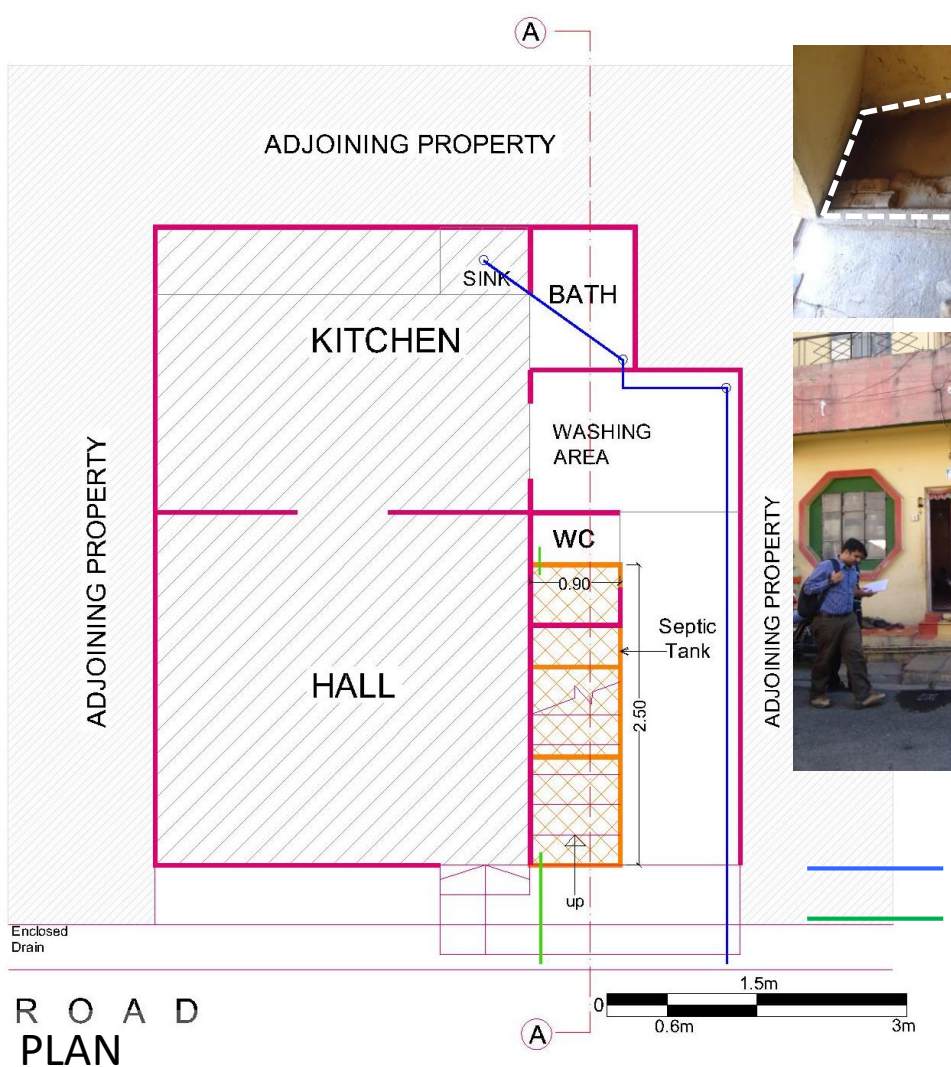 A
ADJOINING PROPERTY
SINK
BATH
KITCHEN
WASHING
AREA
ADJOINING PROPERTY
ADJOINING PROPERTY
WC
0.90
Septic
Tank
HALL
2.50
up
Enclosed
Drain
1.5m
0
0.6m
3m
R O A D
A
PLAN